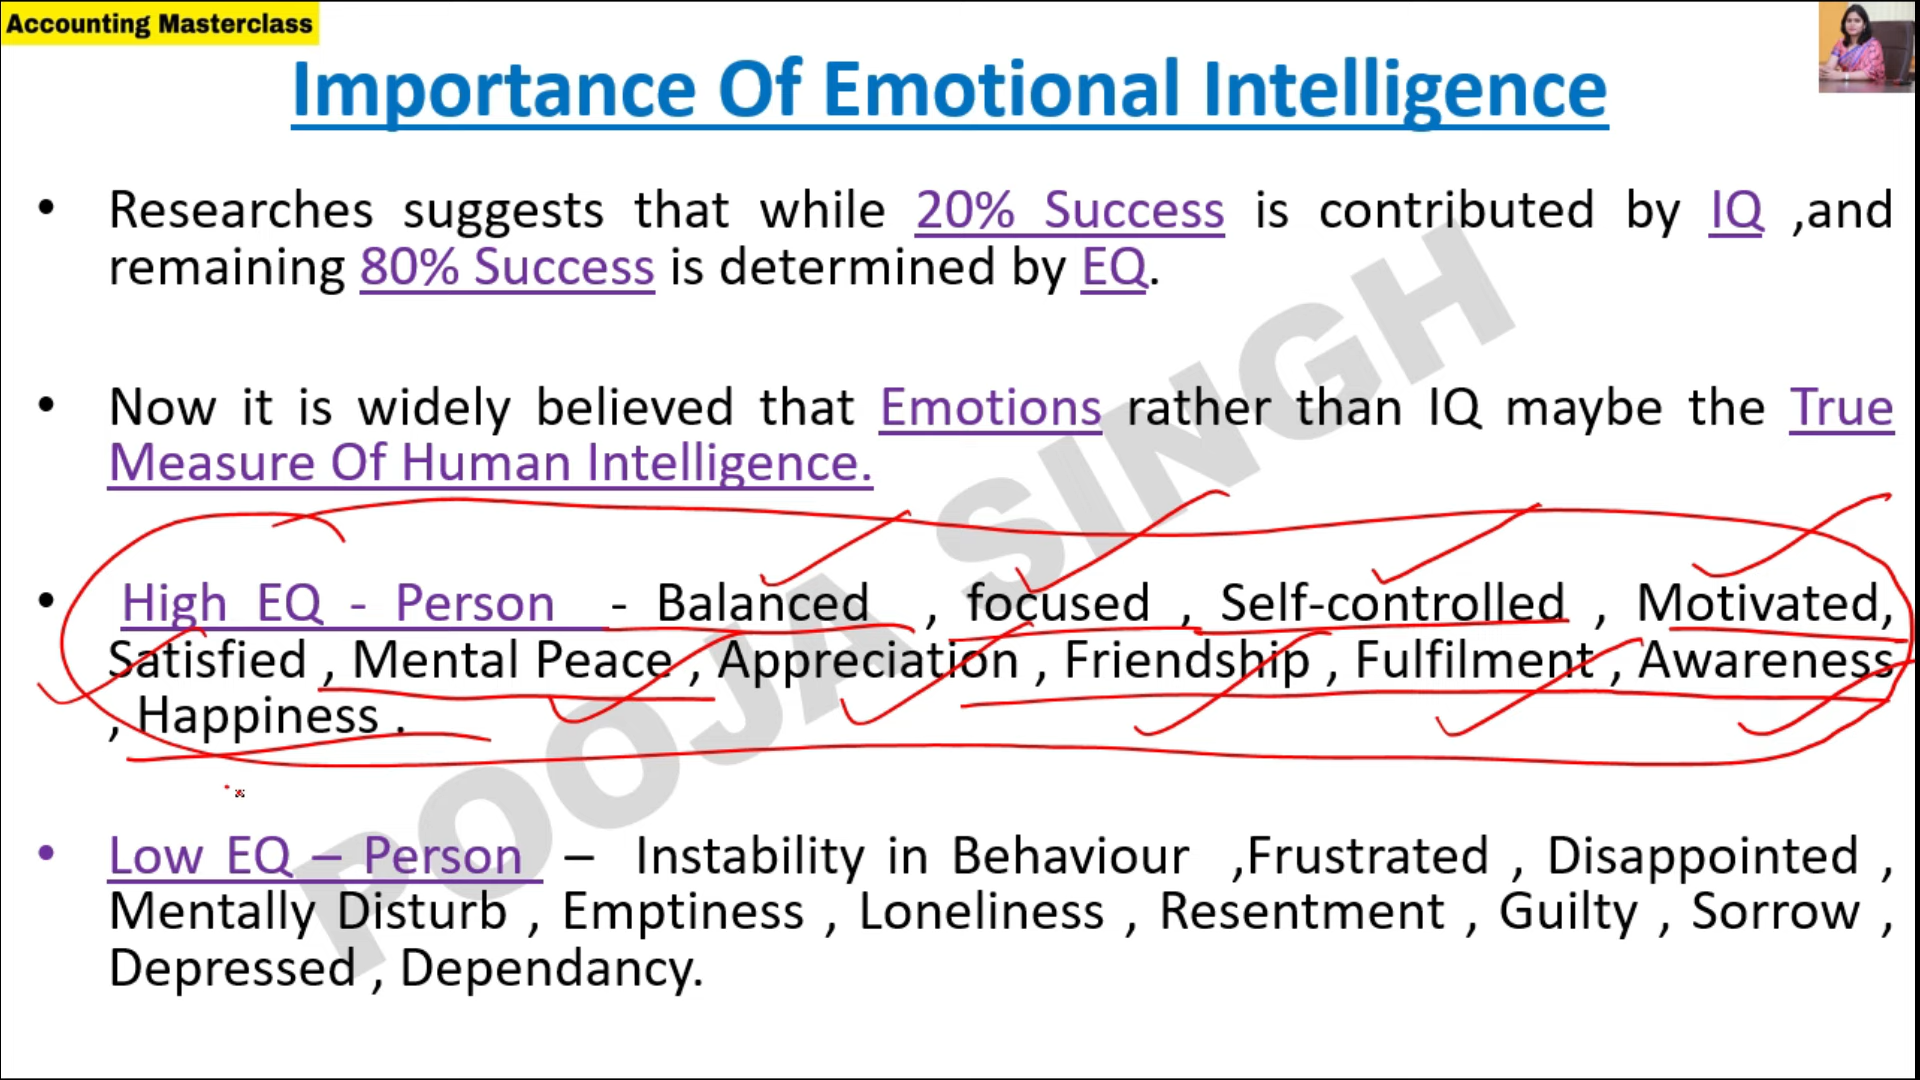 Accounting Masterclass
Importance Of Emotional Intelligence
• Researches suggests that while 20% Success is contributed by IQ ,and
remaining 80% Success is determined by EQ.
• Now it is widely believed that Emotions rather than IQ maybe the True
Measure Of Human Intelligence.
• High EQ - Person - Balanced , focused , Self-controlled , Motivated,
Satisfied , Mental Peace , Appreciation , Friendship , Fulfilment , Awareness
, Happiness .
• Low EQ – Person – Instability in Behaviour ,Frustrated , Disappointed ,
Mentally Disturb , Emptiness , Loneliness , Resentment , Guilty , Sorrow ,
Depressed , Dependancy.
POOJA SINGH